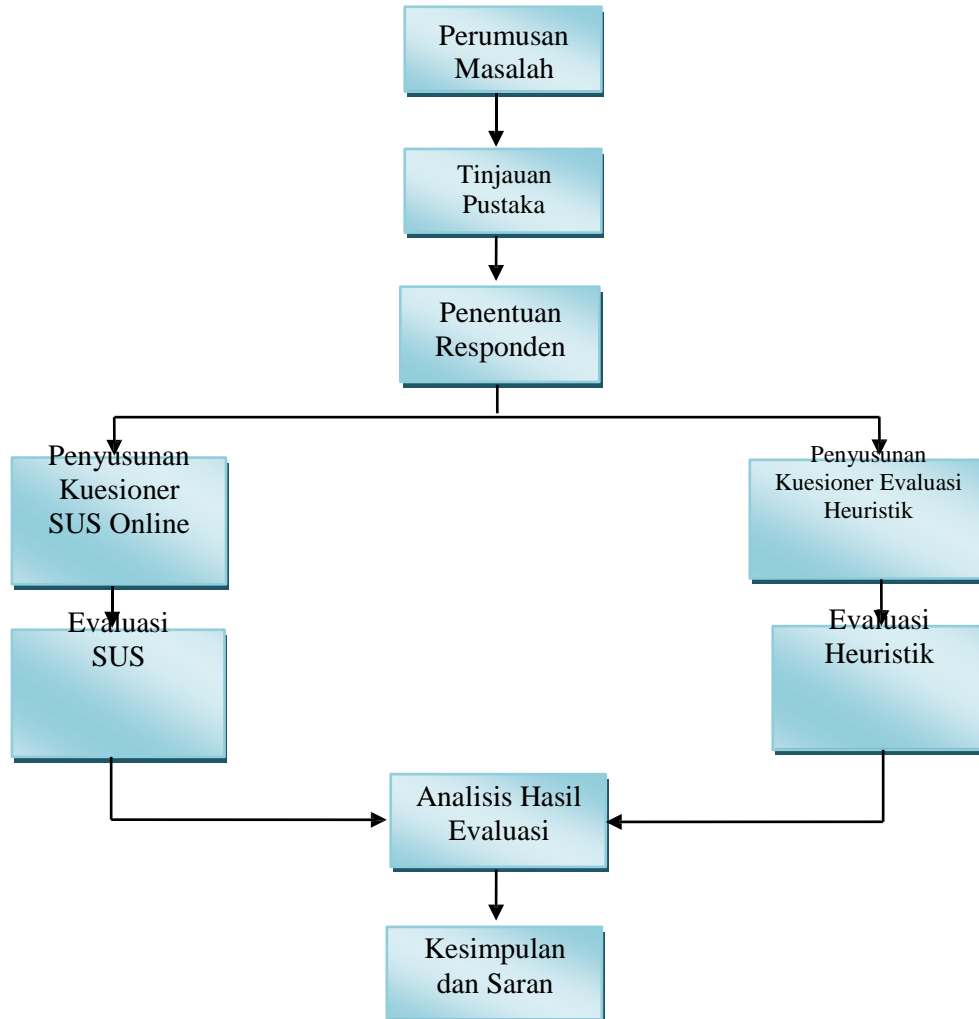 Perumusan
Masalah
Tinjauan
Pustaka
Penentuan
Responden
Penyusunan
Kuesioner
SUS Online
Penyusunan
Kuesioner Evaluasi
Heuristik
Evaluasi
SUS
Evaluasi
Heuristik
Analisis Hasil
Evaluasi
Kesimpulan
dan Saran